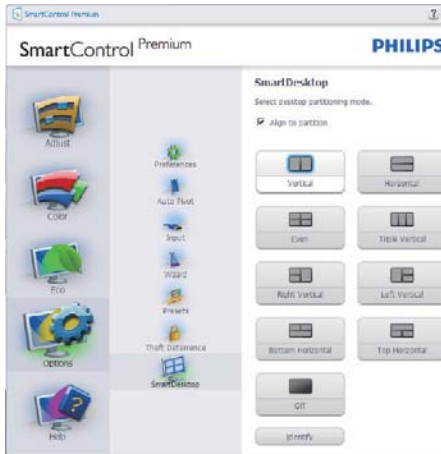 SmartControl Premium
SmartControl Premium
PHILIPS
Adjust
Color
Eco
Options
Help
Preferences
Auto Pivot
Input
Wizard
Presets
Theft Deterrence
SmartDesktop
SmartDesktop
Select desktop partitioning mode.
Align to partition
Vertical
Horizontal
Even
Triple Vertical
Right Vertical
Left Vertical
Bottom Horizontal
Top Horizontal
Off
Identify